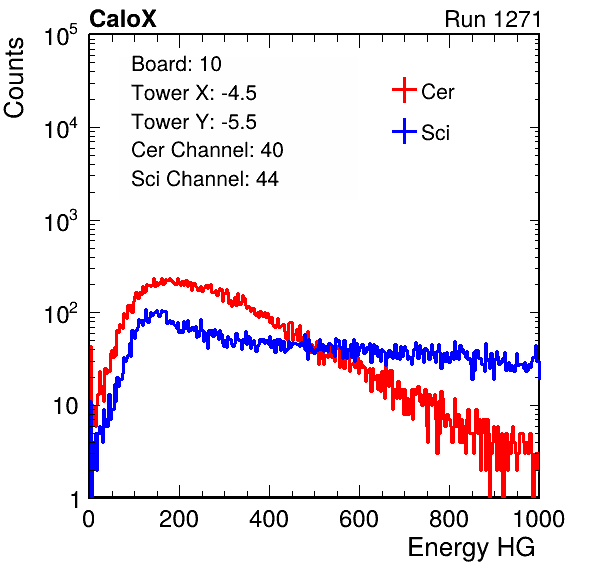 CaloX Run 1271
Counts
10^5
10^4
10^3
10^2
10
1
Board: 10
Tower X: -4.5
Tower Y: -5.5
Cer Channel: 40
Sci Channel: 44
Cer
Sci
0 200 400 600 800 1000
Energy HG